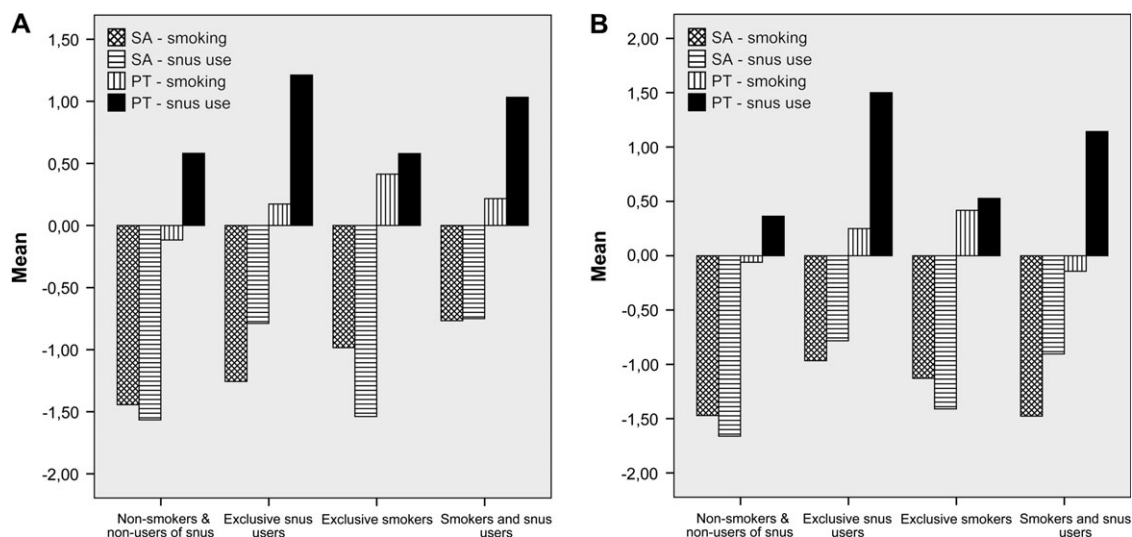 A
SA - smoking
SA - snus use
PT - smoking
PT - snus use
1,50
1,00
0,50
0,00
-0,50
-1,00
-1,50
-2,00
Mean
Non-smokers &
non-users of snus
Exclusive snus
users
Exclusive smokers
Smokers and snus
users
B
SA - smoking
SA - snus use
PT - smoking
PT - snus use
2,00
1,50
1,00
0,50
0,00
-0,50
-1,00
-1,50
-2,00
Mean
Non-smokers &
non-users of snus
Exclusive snus
users
Exclusive smokers
Smokers and snus
users